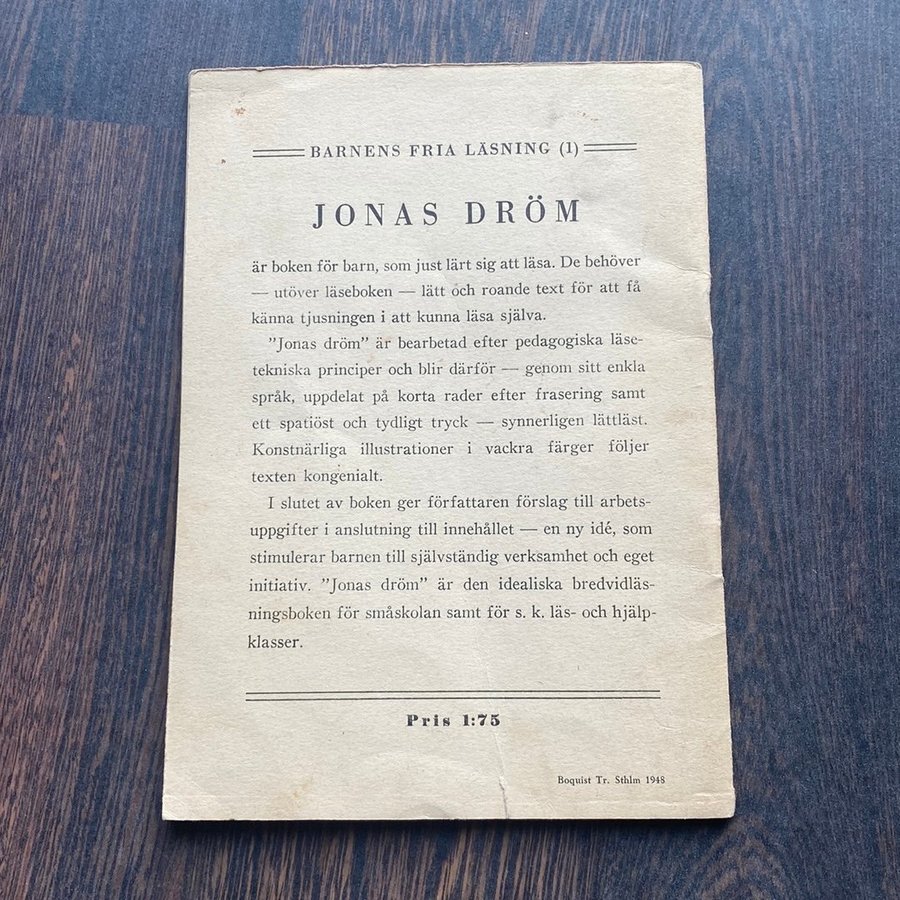 BARNENS FRIA LÄSNING (1)
JONAS DRÖM
är boken för barn, som just lärt sig att läsa. De behöver
— utöver läseboken — lätt och roande text för att få
känna tjusningen i att kunna läsa själva.
”Jonas dröm” är bearbetad efter pedagogiska läse-
tekniska principer och blir därför — genom sitt enkla
språk, uppdelat på korta rader efter frasering samt
ett spatiöst och tydligt tryck — synnerligen lättläst.
Konstnärliga illustrationer i vackra färger följer
texten kongenialt.
I slutet av boken ger författaren förslag till arbets-
uppgifter i anslutning till innehållet — en ny idé, som
stimulerar barnen till självständig verksamhet och eget
initiativ. ”Jonas dröm” är den idealiska bredvidläs-
ningsboken för småskolan samt för s. k. läs- och hjälp-
klasser.
Pris 1:75
Boquist Tr. Sthlm 1948